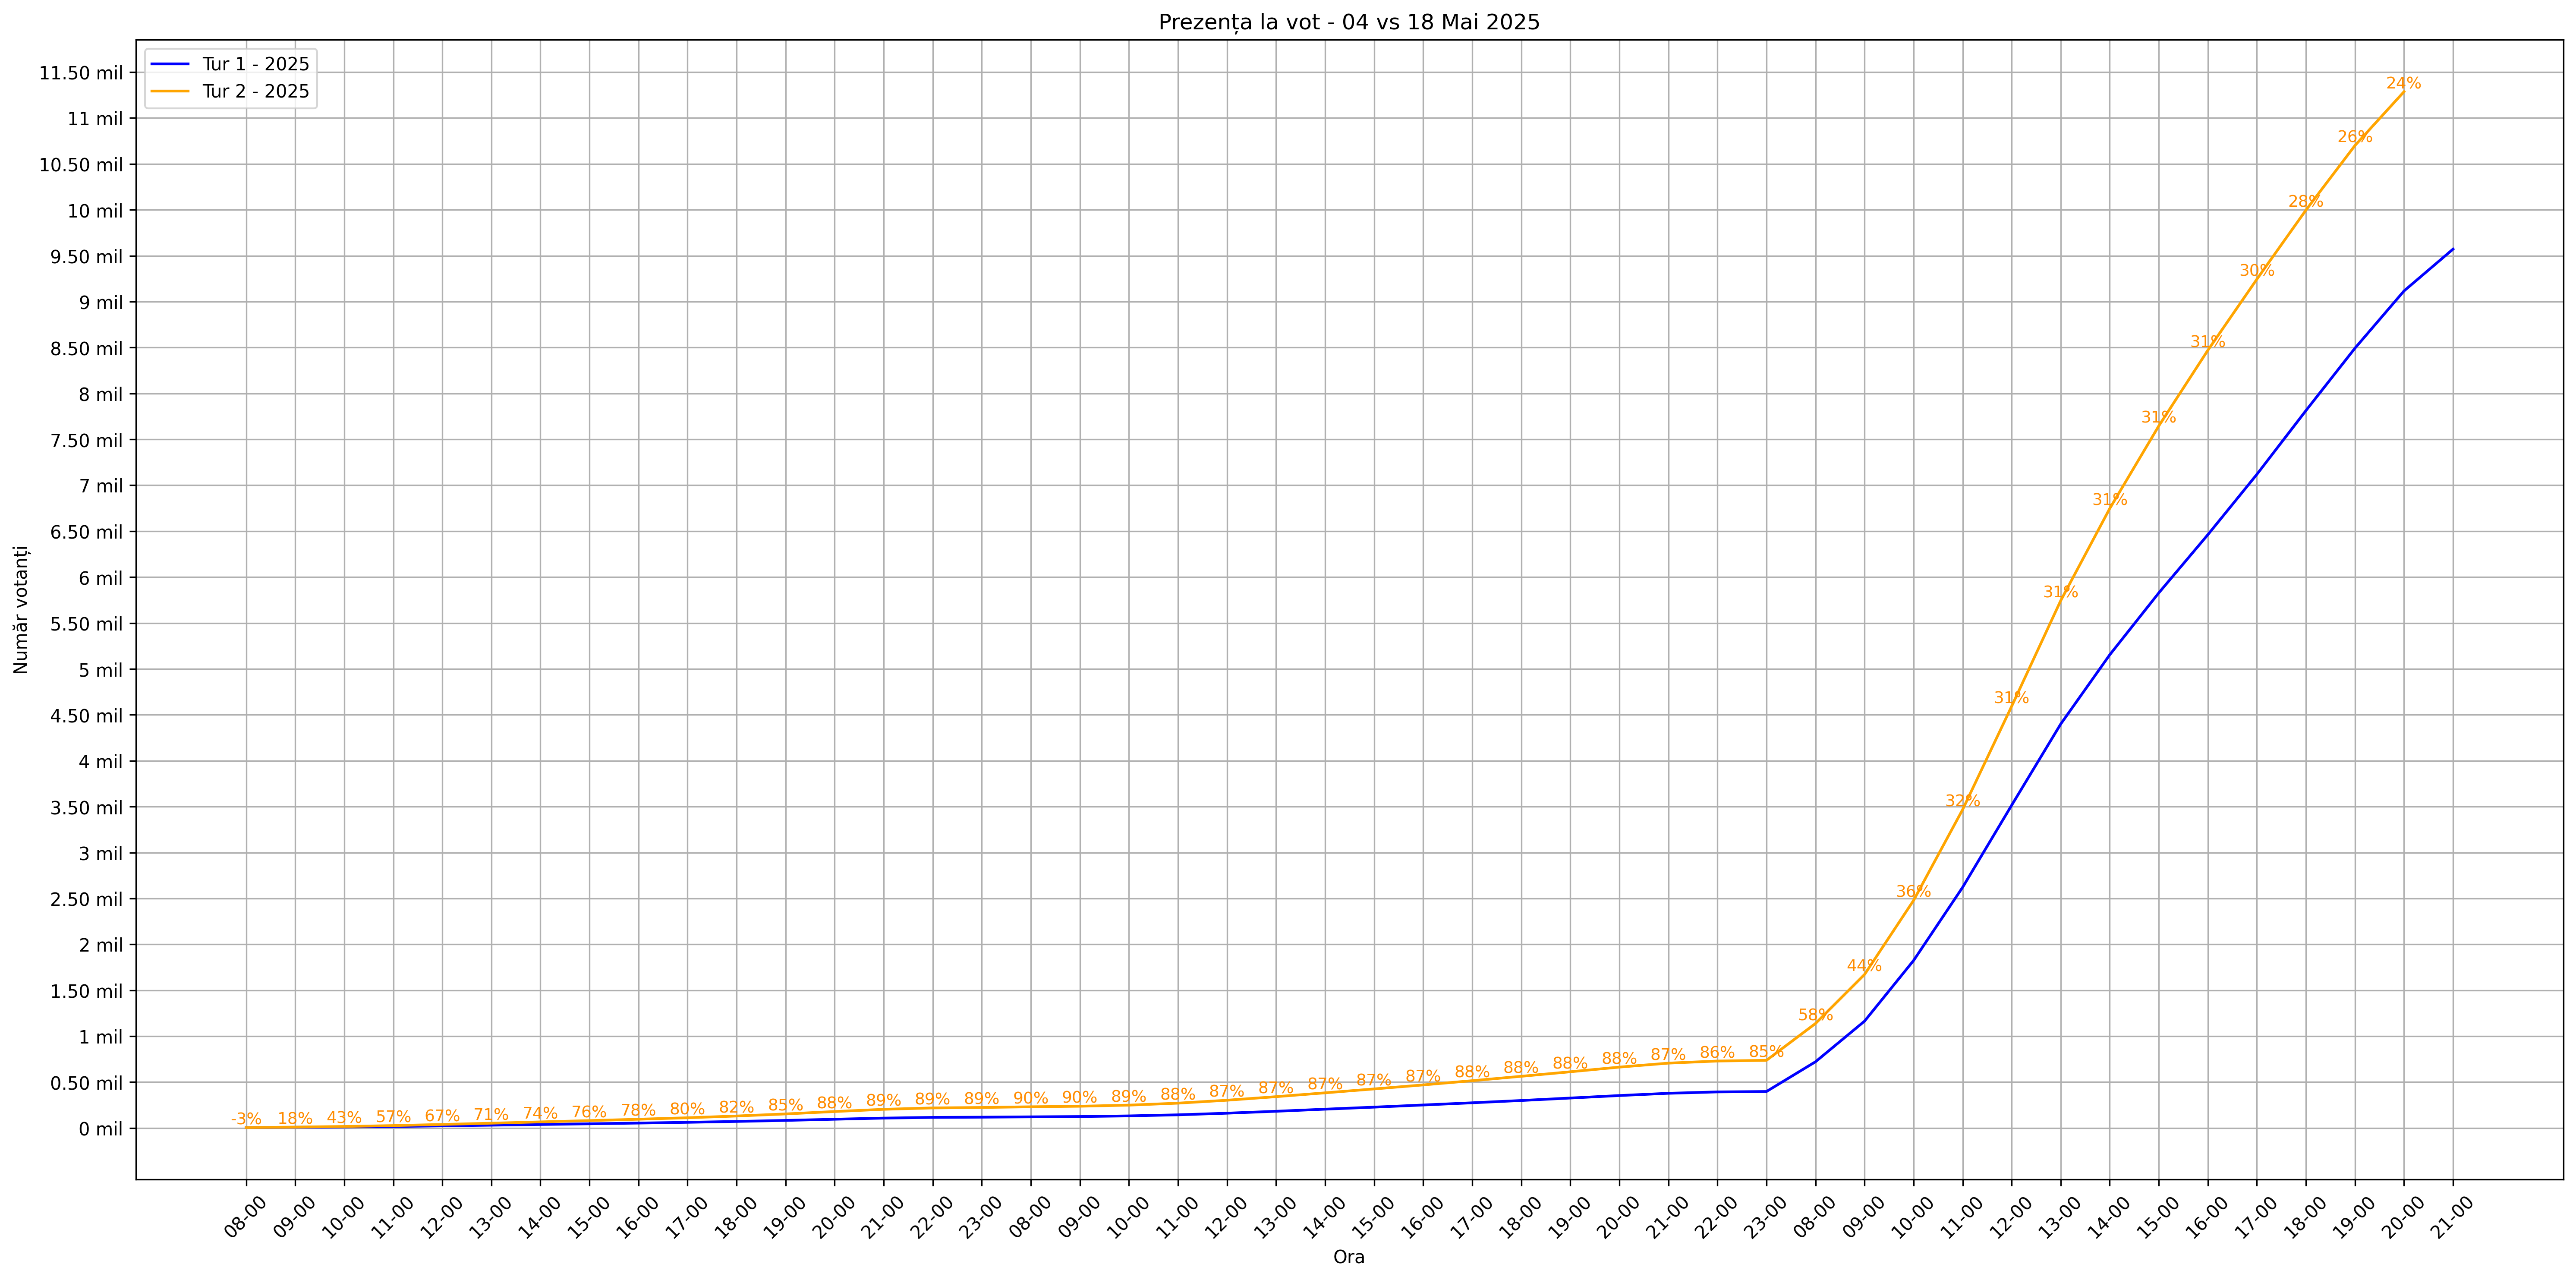 Prezența la vot - 04 vs 18 Mai 2025
Tur 1 - 2025
Tur 2 - 2025
Număr votanți
11.50 mil
11 mil
10.50 mil
10 mil
9.50 mil
9 mil
8.50 mil
8 mil
7.50 mil
7 mil
6.50 mil
6 mil
5.50 mil
5 mil
4.50 mil
4 mil
3.50 mil
3 mil
2.50 mil
2 mil
1.50 mil
1 mil
0.50 mil
0 mil
-3% 18% 43% 57% 67% 71% 74% 76% 78% 80% 82% 85% 88% 89% 89% 89% 90% 90% 89% 88% 87% 87% 87% 87% 87% 88% 88% 88% 88% 87% 86% 85% 58% 44% 36% 32% 31% 31% 31% 31% 31% 30% 28% 26% 24%
08-00 09-00 10-00 11-00 12-00 13-00 14-00 15-00 16-00 17-00 18-00 19-00 20-00 21-00 22-00 23-00 08-00 09-00 10-00 11-00 12-00 13-00 14-00 15-00 16-00 17-00 18-00 19-00 20-00 21-00 22-00 23-00 08-00 09-00 10-00 11-00 12-00 13-00 14-00 15-00 16-00 17-00 18-00 19-00 20-00 21-00
Ora